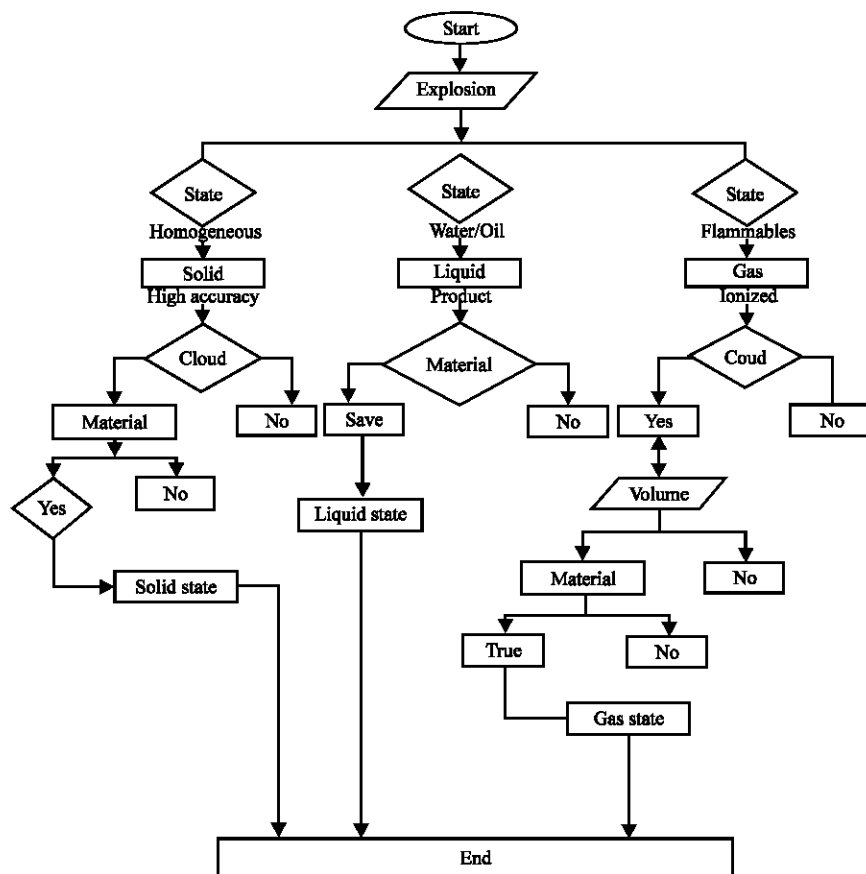 Start
Explosion
State
State
State
Homogeneous
Water/Oil
Flammables
Solid
Liquid
Gas
High accuracy
Product
Ionized
Cloud
Material
Coud
Material
No
Save
No
Yes
No
Yes
No
Liquid state
Volume
Solid state
Material
No
True
No
Gas state
End